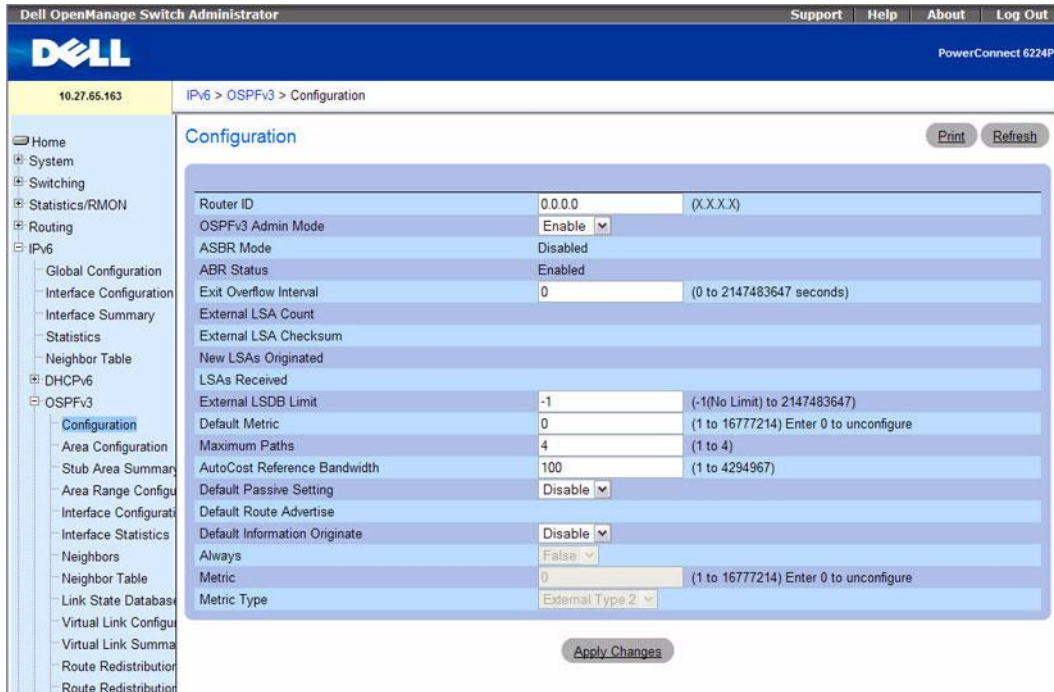 Dell OpenManage Switch Administrator
Support Help About Log Out
DELL
PowerConnect 6224P
10.27.65.163
IPv6 > OSPFv3 > Configuration
Home
System
Switching
Statistics/RMON
Routing
IPv6
Global Configuration
Interface Configuration
Interface Summary
Statistics
Neighbor Table
DHCPv6
OSPFv3
Configuration
Area Configuration
Stub Area Summary
Area Range Configu
Interface Configurati
Interface Statistics
Neighbors
Neighbor Table
Link State Database
Virtual Link Configu
Virtual Link Summa
Route Redistribution
Route Redistribution
Configuration
Print Refresh
Router ID 0.0.0.0 (X.X.X.X)
OSPFv3 Admin Mode Enable
ASBR Mode Disabled
ABR Status Enabled
Exit Overflow Interval 0 (0 to 2147483647 seconds)
External LSA Count
External LSA Checksum
New LSAs Originated
LSAs Received
External LSDB Limit -1 (-1(No Limit) to 2147483647)
Default Metric 0 (1 to 16777214) Enter 0 to unconfigure
Maximum Paths 4 (1 to 4)
AutoCost Reference Bandwidth 100 (1 to 4294967)
Default Passive Setting Disable
Default Route Advertise
Default Information Originate Disable
Always False
Metric 0 (1 to 16777214) Enter 0 to unconfigure
Metric Type External Type 2
Apply Changes